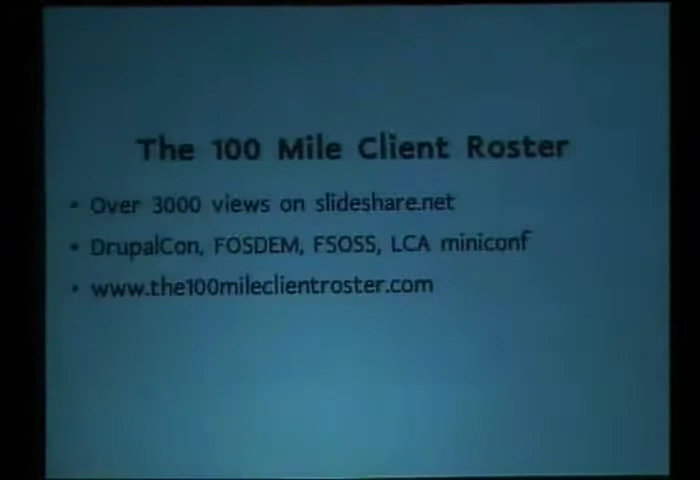 The 100 Mile Client Roster
• Over 3000 views on slideshare.net
• DrupalCon, FOSDEM, FSOSS, LCA miniconf
• www.the100mileclientroster.com